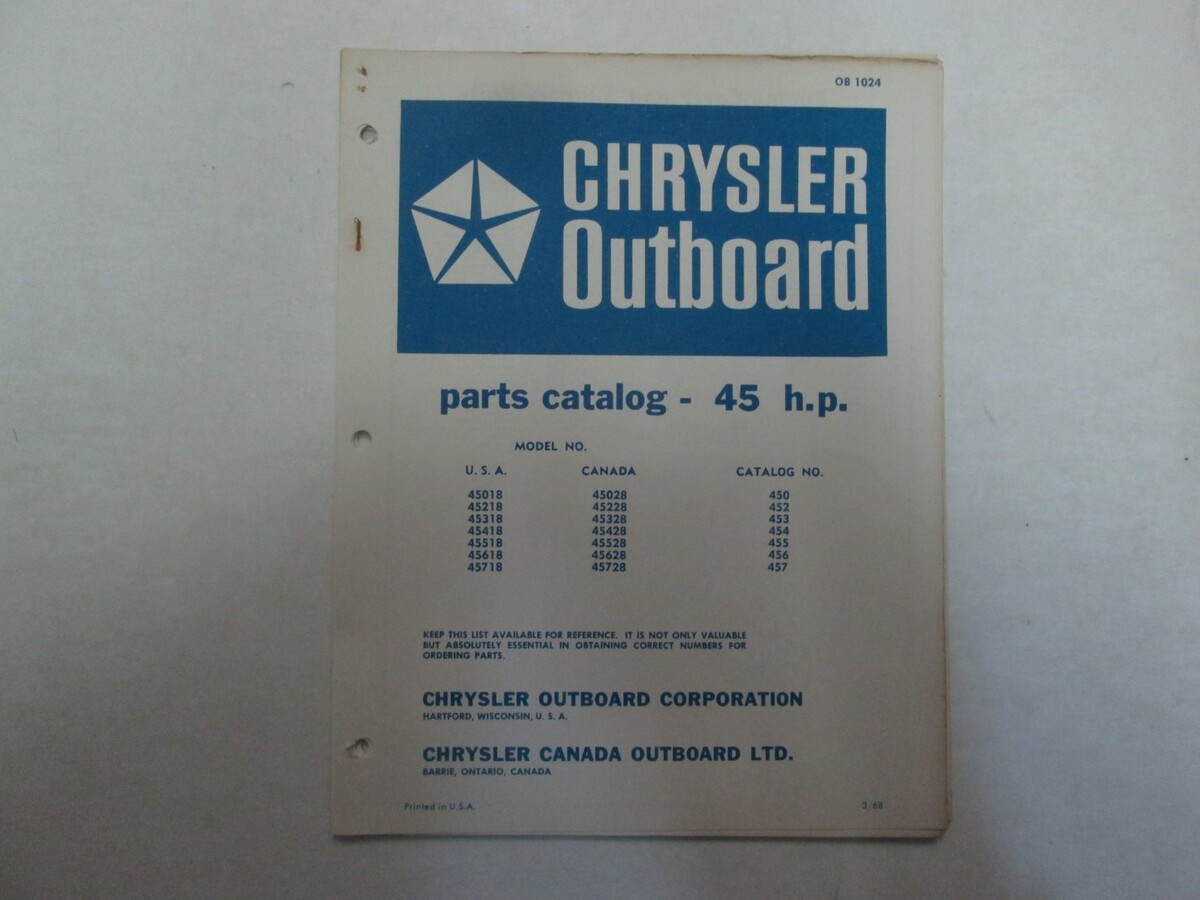 OB 1024
CHRYSLER
Outboard
parts catalog - 45 h.p.
MODEL NO.
U. S. A. CANADA CATALOG NO.
45018 45028 450
45218 45228 452
45318 45328 453
45418 45428 454
45518 45528 455
45618 45628 456
45718 45728 457
KEEP THIS LIST AVAILABLE FOR REFERENCE. IT IS NOT ONLY VALUABLE
BUT ABSOLUTELY ESSENTIAL IN OBTAINING CORRECT NUMBERS FOR
ORDERING PARTS.
CHRYSLER OUTBOARD CORPORATION
HARTFORD, WISCONSIN, U. S. A.
CHRYSLER CANADA OUTBOARD LTD.
BARRIE, ONTARIO, CANADA
Printed in U.S.A. 3/68